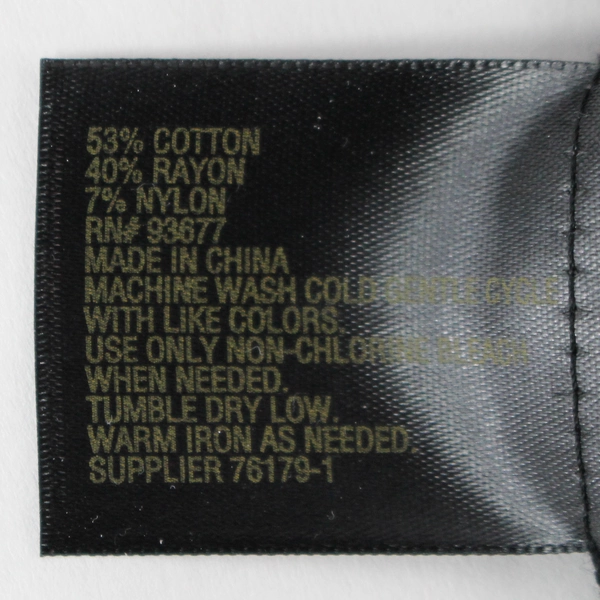 53% COTTON
40% RAYON
7% NYLON
RN# 93677
MADE IN CHINA
MACHINE WASH COLD GENTLE CYCLE
WITH LIKE COLORS.
USE ONLY NON-CHLORINE BLEACH
WHEN NEEDED.
TUMBLE DRY LOW.
WARM IRON AS NEEDED.
SUPPLIER 76179-1